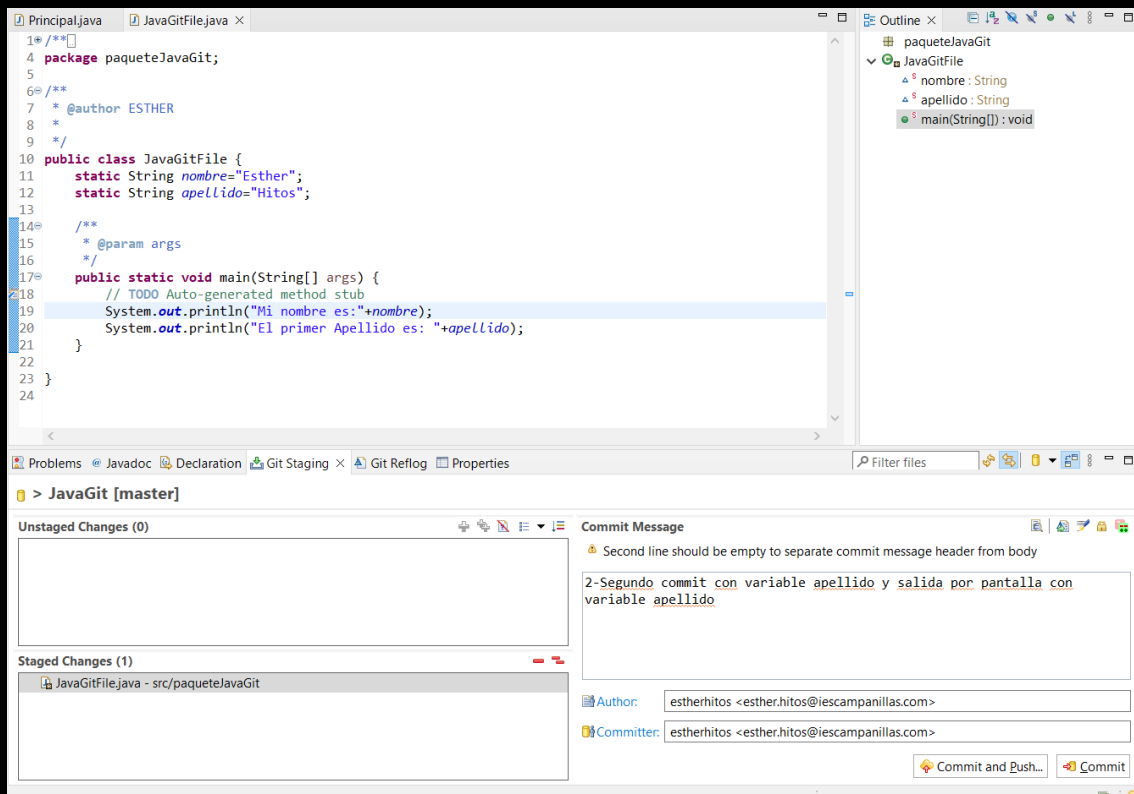 Principal.java
JavaGitFile.java
1 /**
4 package paqueteJavaGit;
5
6 /**
7 * @author ESTHER
8 *
9 */
10 public class JavaGitFile {
11 static String nombre="Esther";
12 static String apellido="Hitos";
13
14 /**
15 * @param args
16 */
17 public static void main(String[] args) {
18 // TODO Auto-generated method stub
19 System.out.println("Mi nombre es:"+nombre);
20 System.out.println("El primer Apellido es: "+apellido);
21 }
22
23 }
24
Outline
paqueteJavaGit
JavaGitFile
nombre : String
apellido : String
main(String[]) : void
Problems
Javadoc
Declaration
Git Staging
Git Reflog
Properties
Filter files
> JavaGit [master]
Unstaged Changes (0)
Staged Changes (1)
JavaGitFile.java - src/paqueteJavaGit
Commit Message
Second line should be empty to separate commit message header from body
2-Segundo commit con variable apellido y salida por pantalla con
variable apellido
Author: estherhitos <esther.hitos@iescampanillas.com>
Committer: estherhitos <esther.hitos@iescampanillas.com>
Commit and Push...
Commit